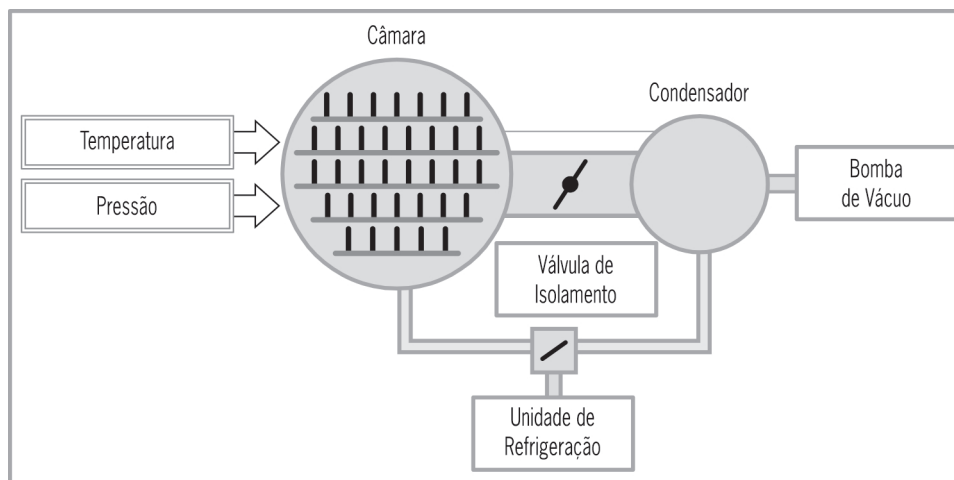 Câmara
Condensador
Temperatura
Pressão
Bomba
de Vácuo
Válvula de
Isolamento
Unidade de
Refrigeração